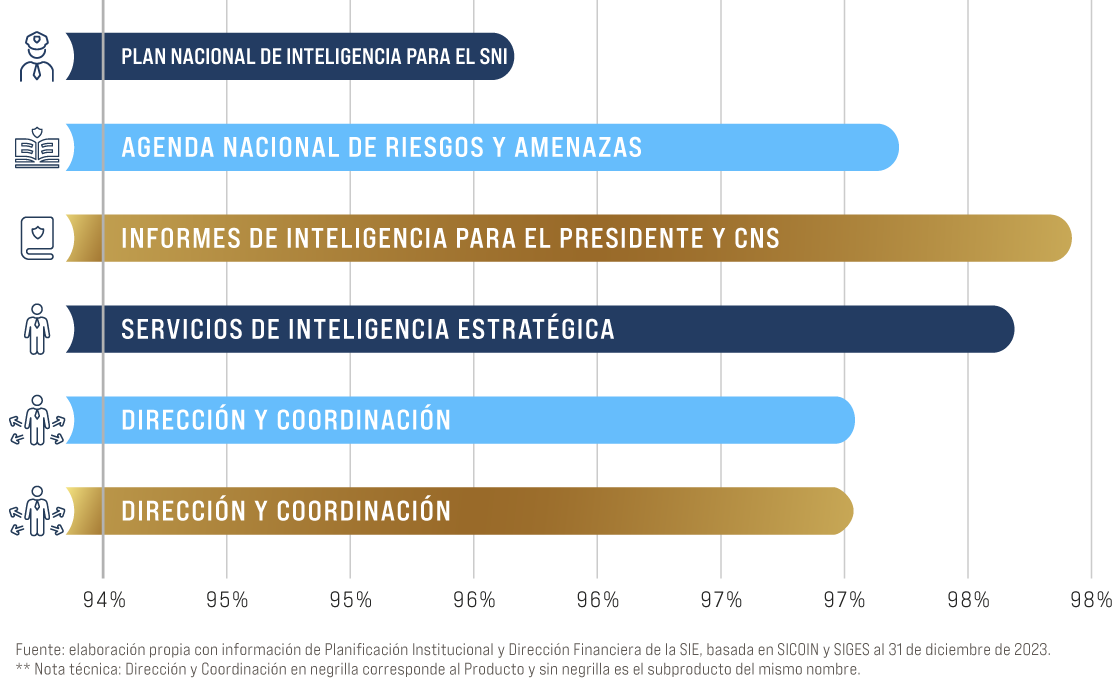 PLAN NACIONAL DE INTELIGENCIA PARA EL SNI
AGENDA NACIONAL DE RIESGOS Y AMENAZAS
INFORMES DE INTELIGENCIA PARA EL PRESIDENTE Y CNS
SERVICIOS DE INTELIGENCIA ESTRATÉGICA
DIRECCIÓN Y COORDINACIÓN
DIRECCIÓN Y COORDINACIÓN
94% 95% 95% 96% 96% 97% 97% 98% 98%
Fuente: elaboración propia con información de Planificación Institucional y Dirección Financiera de la SIE, basada en SICOIN y SIGES al 31 de diciembre de 2023.
** Nota técnica: Dirección y Coordinación en negrilla corresponde al Producto y sin negrilla es el subproducto del mismo nombre.